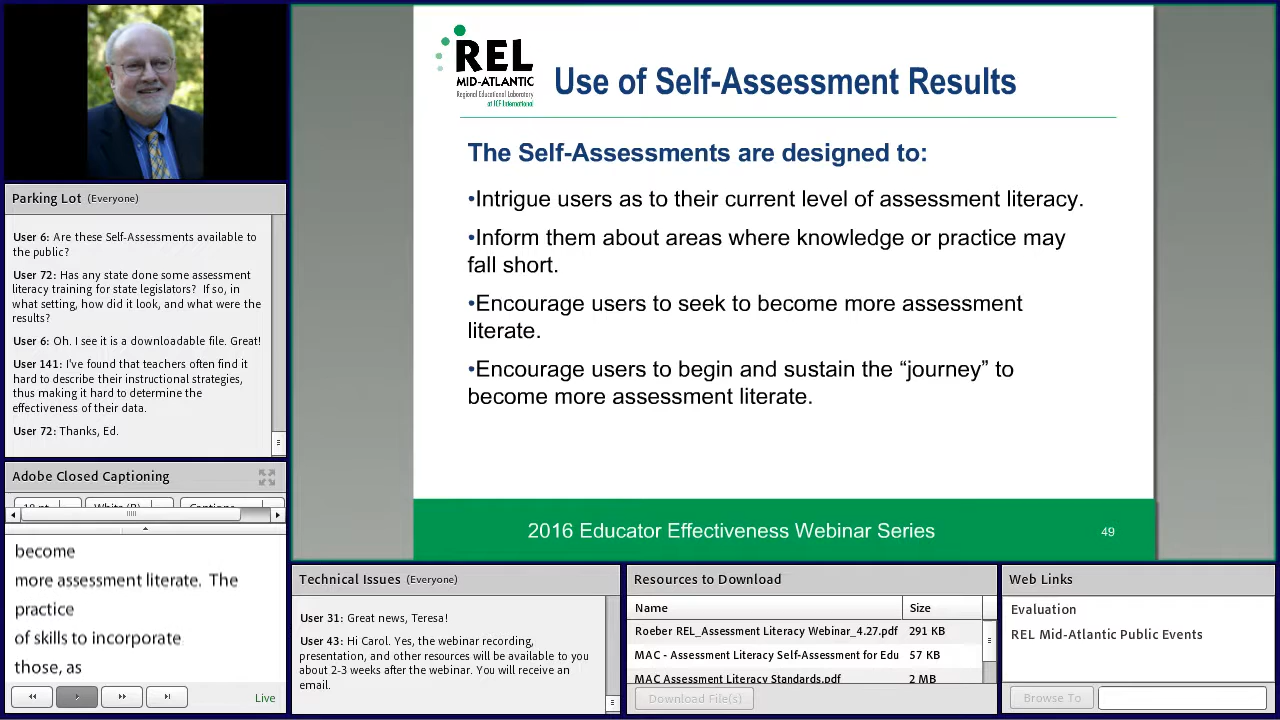 REL
MID-ATLANTIC
Regional Educational Laboratory
at ICF International
Use of Self-Assessment Results
The Self-Assessments are designed to:
•Intrigue users as to their current level of assessment literacy.
•Inform them about areas where knowledge or practice may
fall short.
•Encourage users to seek to become more assessment
literate.
•Encourage users to begin and sustain the “journey” to
become more assessment literate.
2016 Educator Effectiveness Webinar Series
49
Parking Lot (Everyone)
User 6: Are these Self-Assessments available to
the public?
User 72: Has any state done some assessment
literacy training for state legislators? If so, in
what setting, how did it look, and what were the
results?
User 6: Oh. I see it is a downloadable file. Great!
User 141: I've found that teachers often find it
hard to describe their instructional strategies,
thus making it hard to determine the
effectiveness of their data.
User 72: Thanks, Ed.
Adobe Closed Captioning
become
more assessment literate. The
practice
of skills to incorporate
those, as
Live
Technical Issues (Everyone)
User 31: Great news, Teresa!
User 43: Hi Carol. Yes, the webinar recording,
presentation, and other resources will be available to you
about 2-3 weeks after the webinar. You will receive an
email.
Resources to Download
Name Size
Roeber REL_Assessment Literacy Webinar_4.27.pdf 291 KB
MAC - Assessment Literacy Self-Assessment for Edu 57 KB
MAC Assessment Literacy Standards.pdf 2 MB
Download File(s)
Web Links
Evaluation
REL Mid-Atlantic Public Events
Browse To